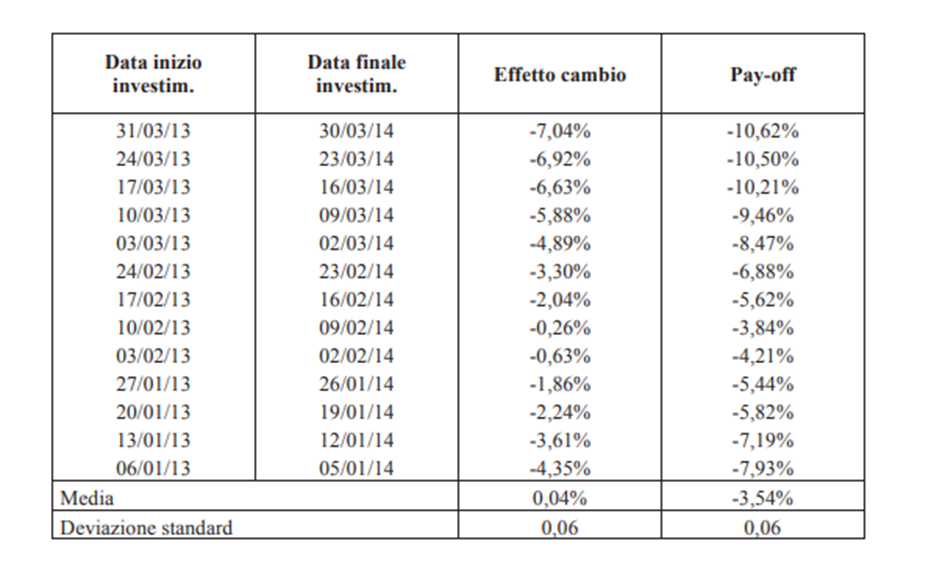 Data inizio investim. Data finale investim. Effetto cambio Pay-off
31/03/13 30/03/14 -7,04% -10,62%
24/03/13 23/03/14 -6,92% -10,50%
17/03/13 16/03/14 -6,63% -10,21%
10/03/13 09/03/14 -5,88% -9,46%
03/03/13 02/03/14 -4,89% -8,47%
24/02/13 23/02/14 -3,30% -6,88%
17/02/13 16/02/14 -2,04% -5,62%
10/02/13 09/02/14 -0,26% -3,84%
03/02/13 02/02/14 -0,63% -4,21%
27/01/13 26/01/14 -1,86% -5,44%
20/01/13 19/01/14 -2,24% -5,82%
13/01/13 12/01/14 -3,61% -7,19%
06/01/13 05/01/14 -4,35% -7,93%
Media 0,04% -3,54%
Deviazione standard 0,06 0,06